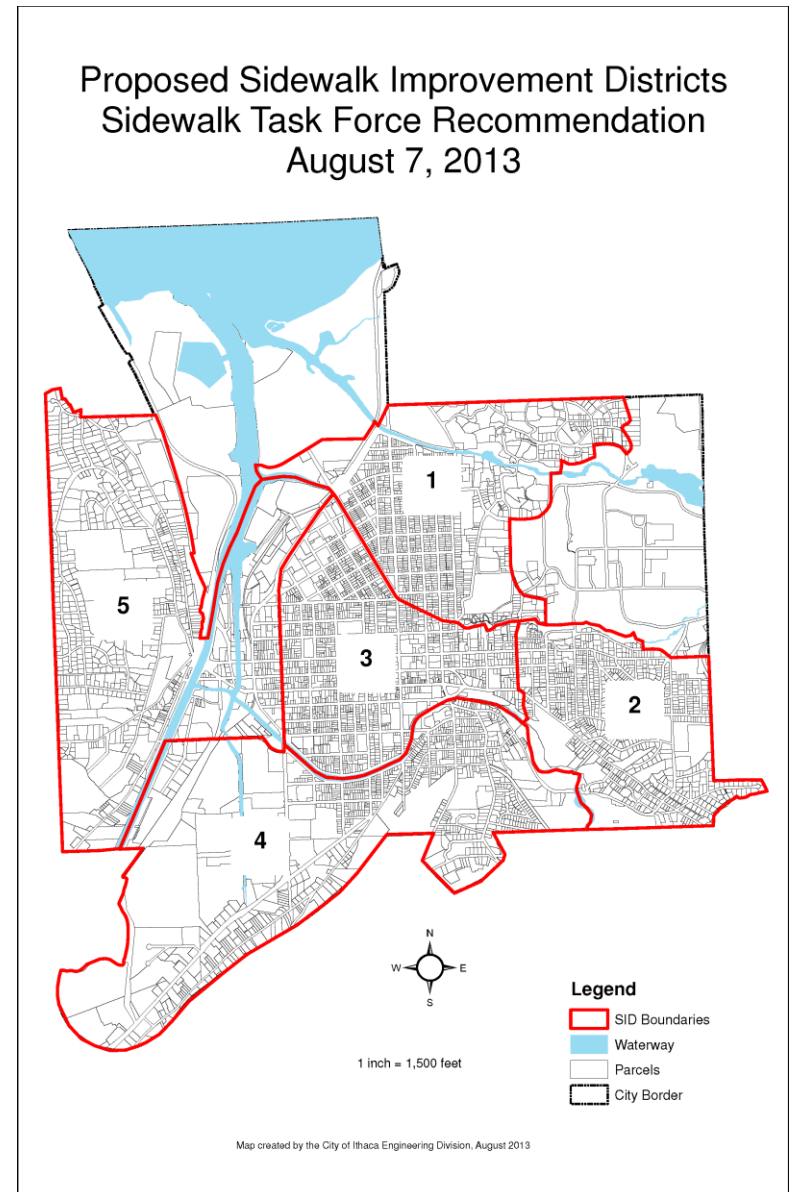 Proposed Sidewalk Improvement Districts
Sidewalk Task Force Recommendation
August 7, 2013
1
5
3
2
4
N
W E
S
Legend
SID Boundaries
Waterway
Parcels
City Border
1 inch = 1,500 feet
Map created by the City of Ithaca Engineering Division, August 2013